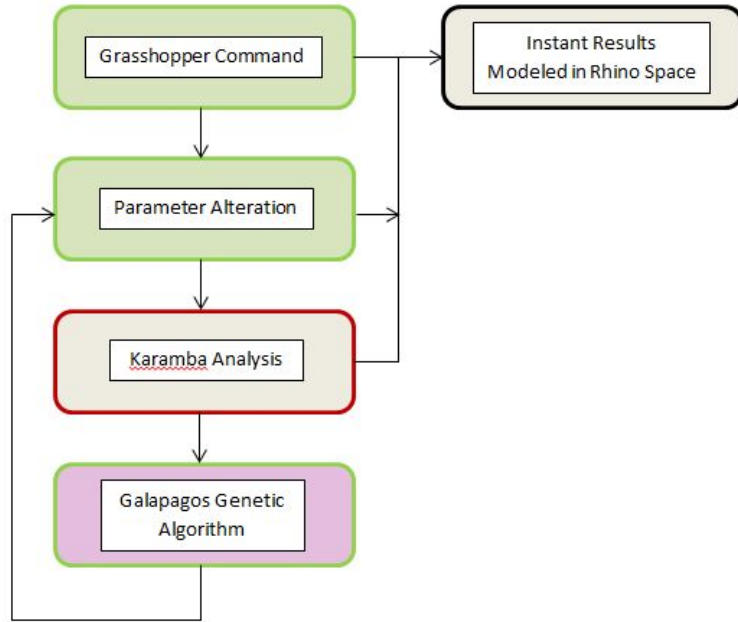 Grasshopper Command
Instant Results
Modeled in Rhino Space
Parameter Alteration
Karamba Analysis
Galapagos Genetic
Algorithm